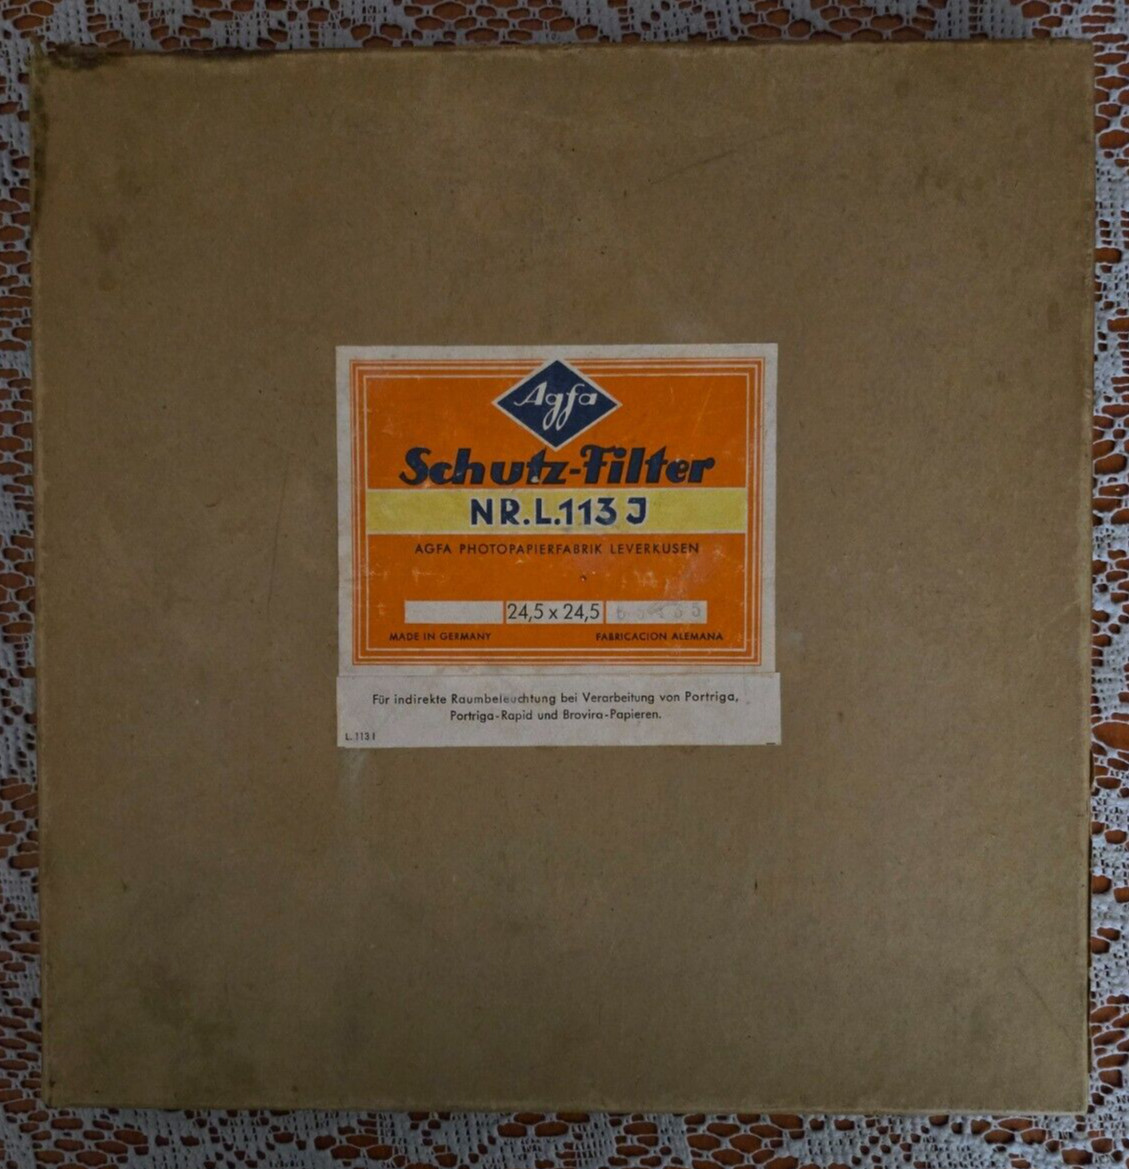 Agfa
Schutz-Filter
NR.L.113 J
AGFA PHOTOPAPIERFABRIK LEVERKUSEN
24,5 x 24,5
MADE IN GERMANY FABRICACION ALEMANA
Für indirekte Raumbeleuchtung bei Verarbeitung von Portriga,
Portriga-Rapid und Brovira-Papieren.
L. 113 I